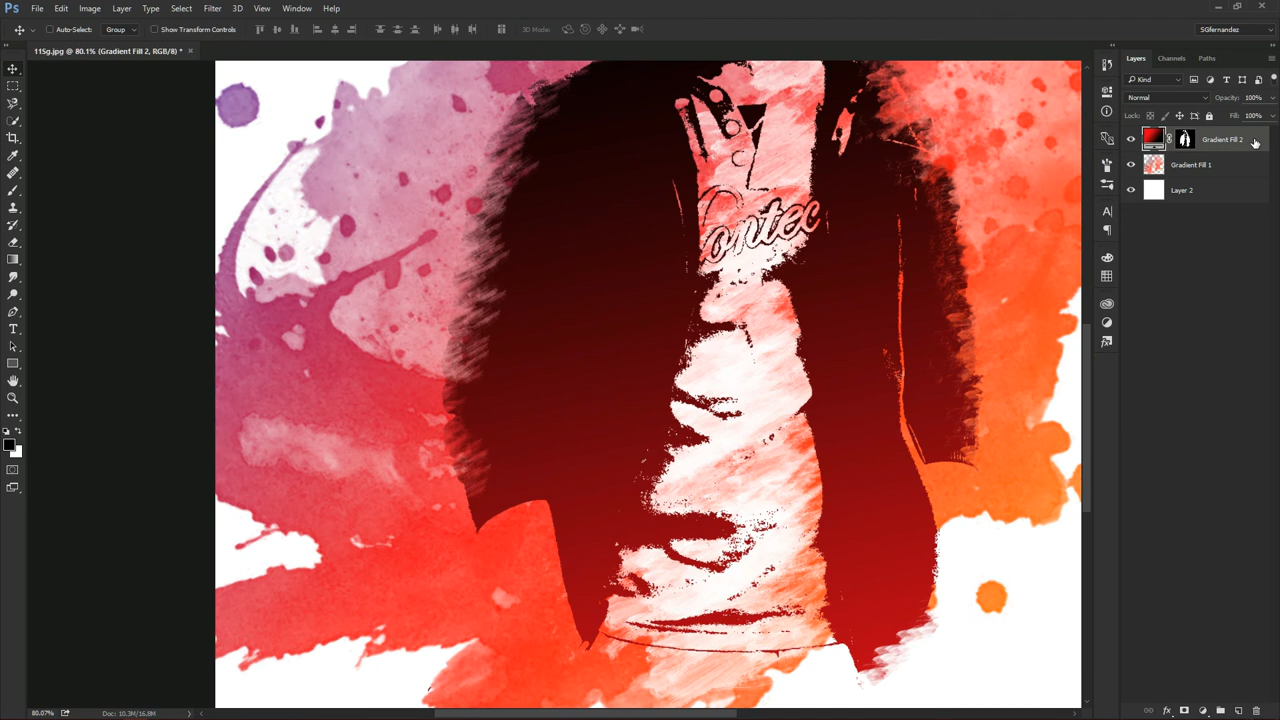 Ps File Edit Image Layer Type Select Filter 3D View Window Help
Auto-Select: Group Show Transform Controls 3D Mode: SGfernandez
11Sg.jpg @ 80.1% (Gradient Fill 2, RGB/8) * ×
Layers Channels Paths
Kind
Normal Opacity: 100%
Lock: Fill: 100%
Gradient Fill 2
Gradient Fill 1
Layer 2
ontec
80.07% Doc: 10.3M/16.8M